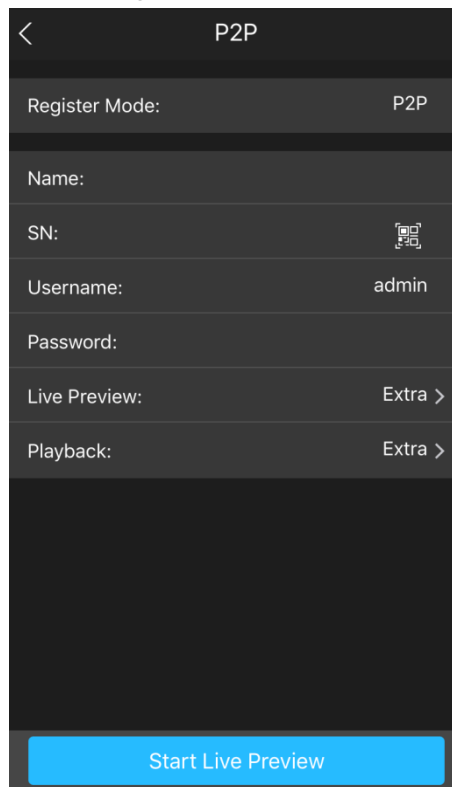 P2P
Register Mode: P2P
Name:
SN:
Username: admin
Password:
Live Preview: Extra
Playback: Extra
Start Live Preview